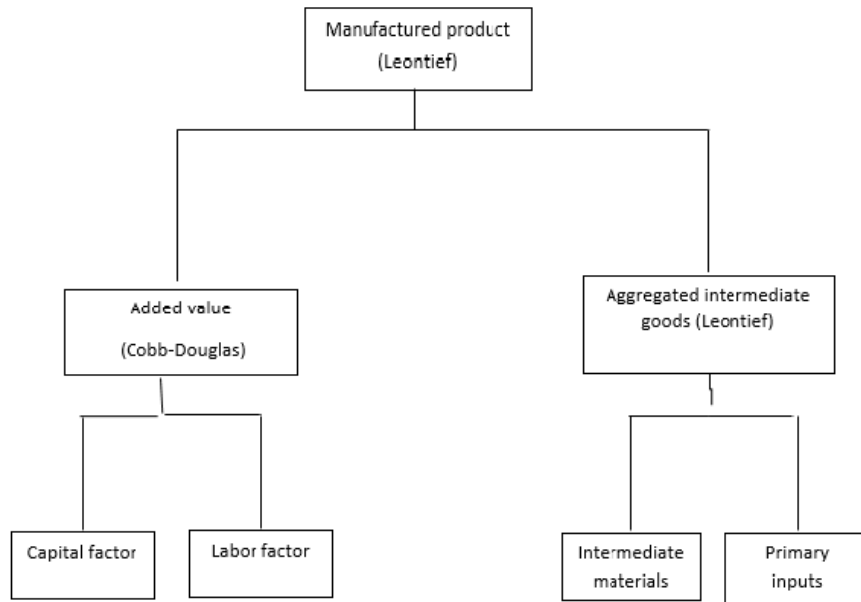 Manufactured product
(Leontief)
Added value
(Cobb-Douglas)
Aggregated intermediate
goods (Leontief)
Capital factor
Labor factor
Intermediate
materials
Primary
inputs